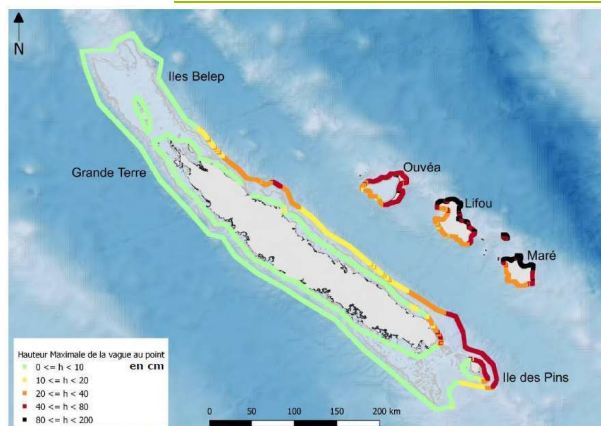 N
Iles Belep
Grande Terre
Ouvéa
Lifou
Maré
Ile des Pins
Hauteur Maximale de la vague au point
en cm
0 <= h < 10
10 <= h < 20
20 <= h < 40
40 <= h < 80
80 <= h < 200
0 50 100 150 200 km